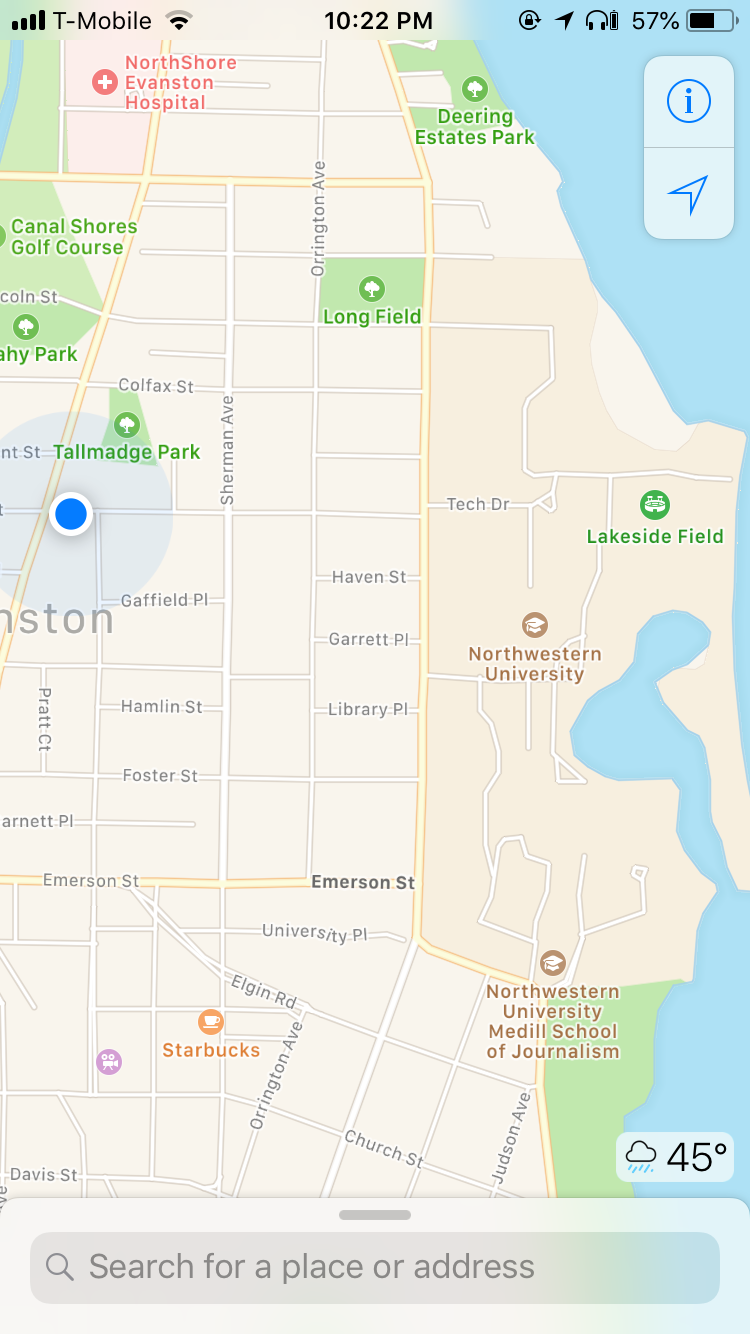 T-Mobile 10:22 PM 57%
NorthShore
Evanston
Hospital
Deering
Estates Park
Orrington Ave
Canal Shores
Golf Course
coln St
Long Field
ahy Park
Colfax St
Sherman Ave
nt St
Tallmadge Park
Tech Dr
Lakeside Field
Haven St
Gaffield Pl
nston
Garrett Pl
Northwestern
University
Pratt Ct
Hamlin St
Library Pl
Foster St
arnett Pl
Emerson St
Emerson St
University Pl
Elgin Rd
Northwestern
University
Medill School
of Journalism
Starbucks
Orrington Ave
Judson Ave
Church St
45°
Davis St
Search for a place or address